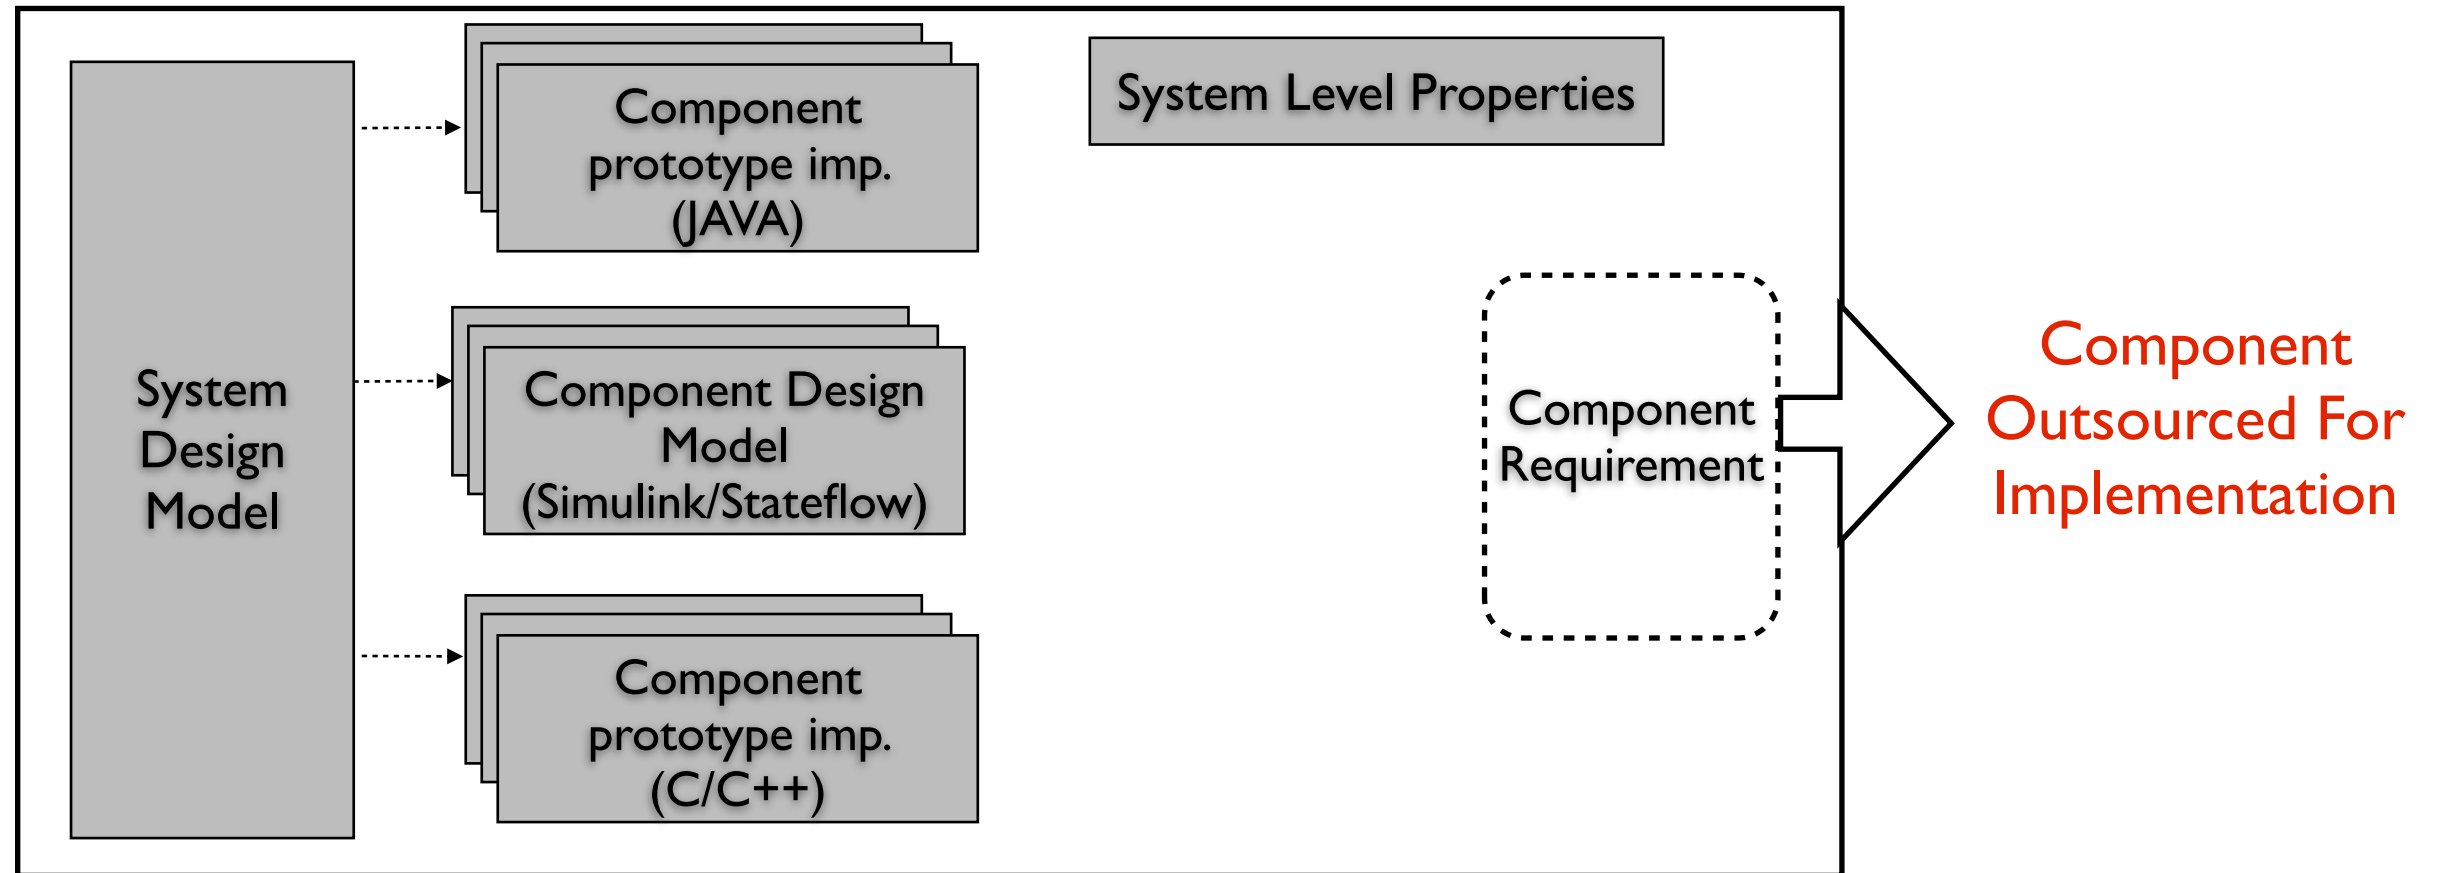 System
Design
Model
Component
prototype imp.
(JAVA)
Component Design
Model
(Simulink/Stateflow)
Component
prototype imp.
(C/C++)
System Level Properties
Component
Requirement
Component
Outsourced For
Implementation